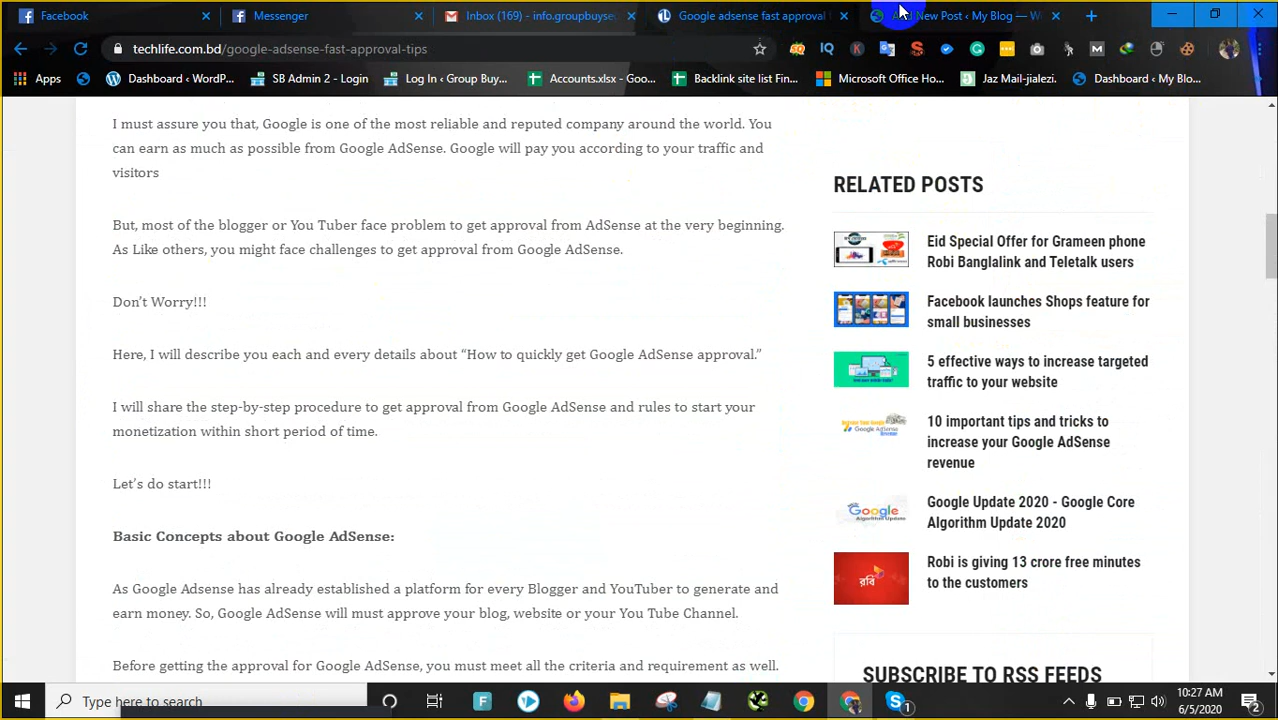 Facebook
Messenger
Inbox (169) - info.groupbuyse
Google adsense fast approval t
Add New Post ‹ My Blog — W
techlife.com.bd/google-adsense-fast-approval-tips
Apps
Dashboard ‹ WordP...
SB Admin 2 - Login
Log In ‹ Group Buy...
Accounts.xlsx - Goo...
Backlink site list Fin...
Microsoft Office Ho...
Jaz Mail-jialezi.
Dashboard ‹ My Blo...
I must assure you that, Google is one of the most reliable and reputed company around the world. You
can earn as much as possible from Google AdSense. Google will pay you according to your traffic and
visitors
But, most of the blogger or You Tuber face problem to get approval from AdSense at the very beginning.
As Like others, you might face challenges to get approval from Google AdSense.
Don't Worry!!!
Here, I will describe you each and every details about “How to quickly get Google AdSense approval.”
I will share the step-by-step procedure to get approval from Google AdSense and rules to start your
monetization within short period of time.
Let's do start!!!
Basic Concepts about Google AdSense:
As Google Adsense has already established a platform for every Blogger and YouTuber to generate and
earn money. So, Google AdSense will must approve your blog, website or your You Tube Channel.
Before getting the approval for Google AdSense, you must meet all the criteria and requirement as well.
RELATED POSTS
Eid Special Offer for Grameen phone
Robi Banglalink and Teletalk users
Facebook launches Shops feature for
small businesses
5 effective ways to increase targeted
traffic to your website
10 important tips and tricks to
increase your Google AdSense
revenue
Google
Algorithm Update
Google Update 2020 - Google Core
Algorithm Update 2020
রবি
Robi is giving 13 crore free minutes
to the customers
SUBSCRIBE TO RSS FEEDS
Type here to search
10:27 AM
6/5/2020